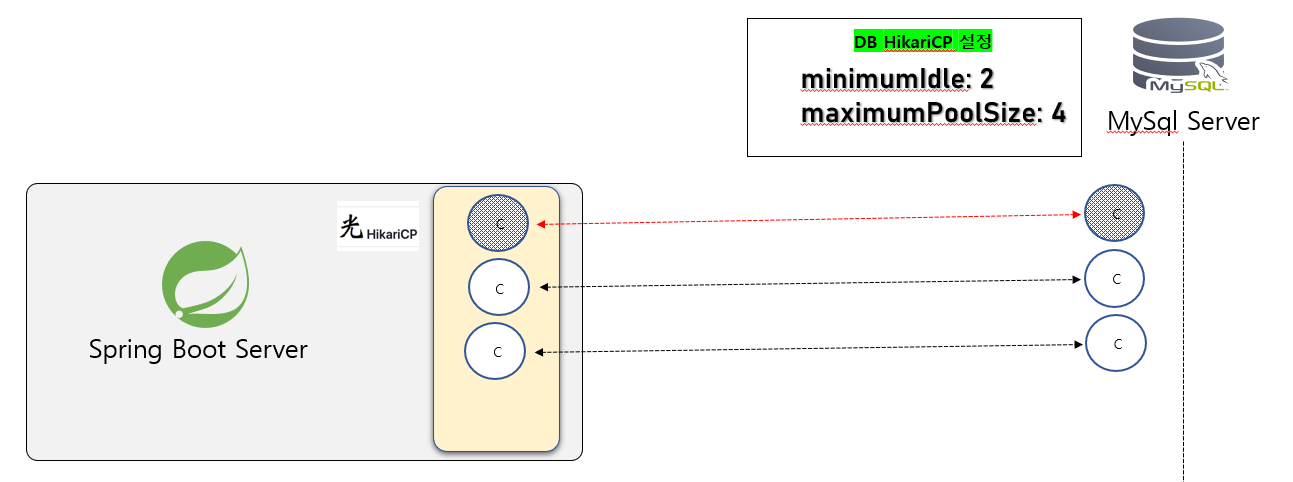 DB HikariCP 설정
minimumIdle: 2
maximumPoolSize: 4
MySQL
MySql Server
光 HikariCP
Spring Boot Server
C
C
C
C
C
C